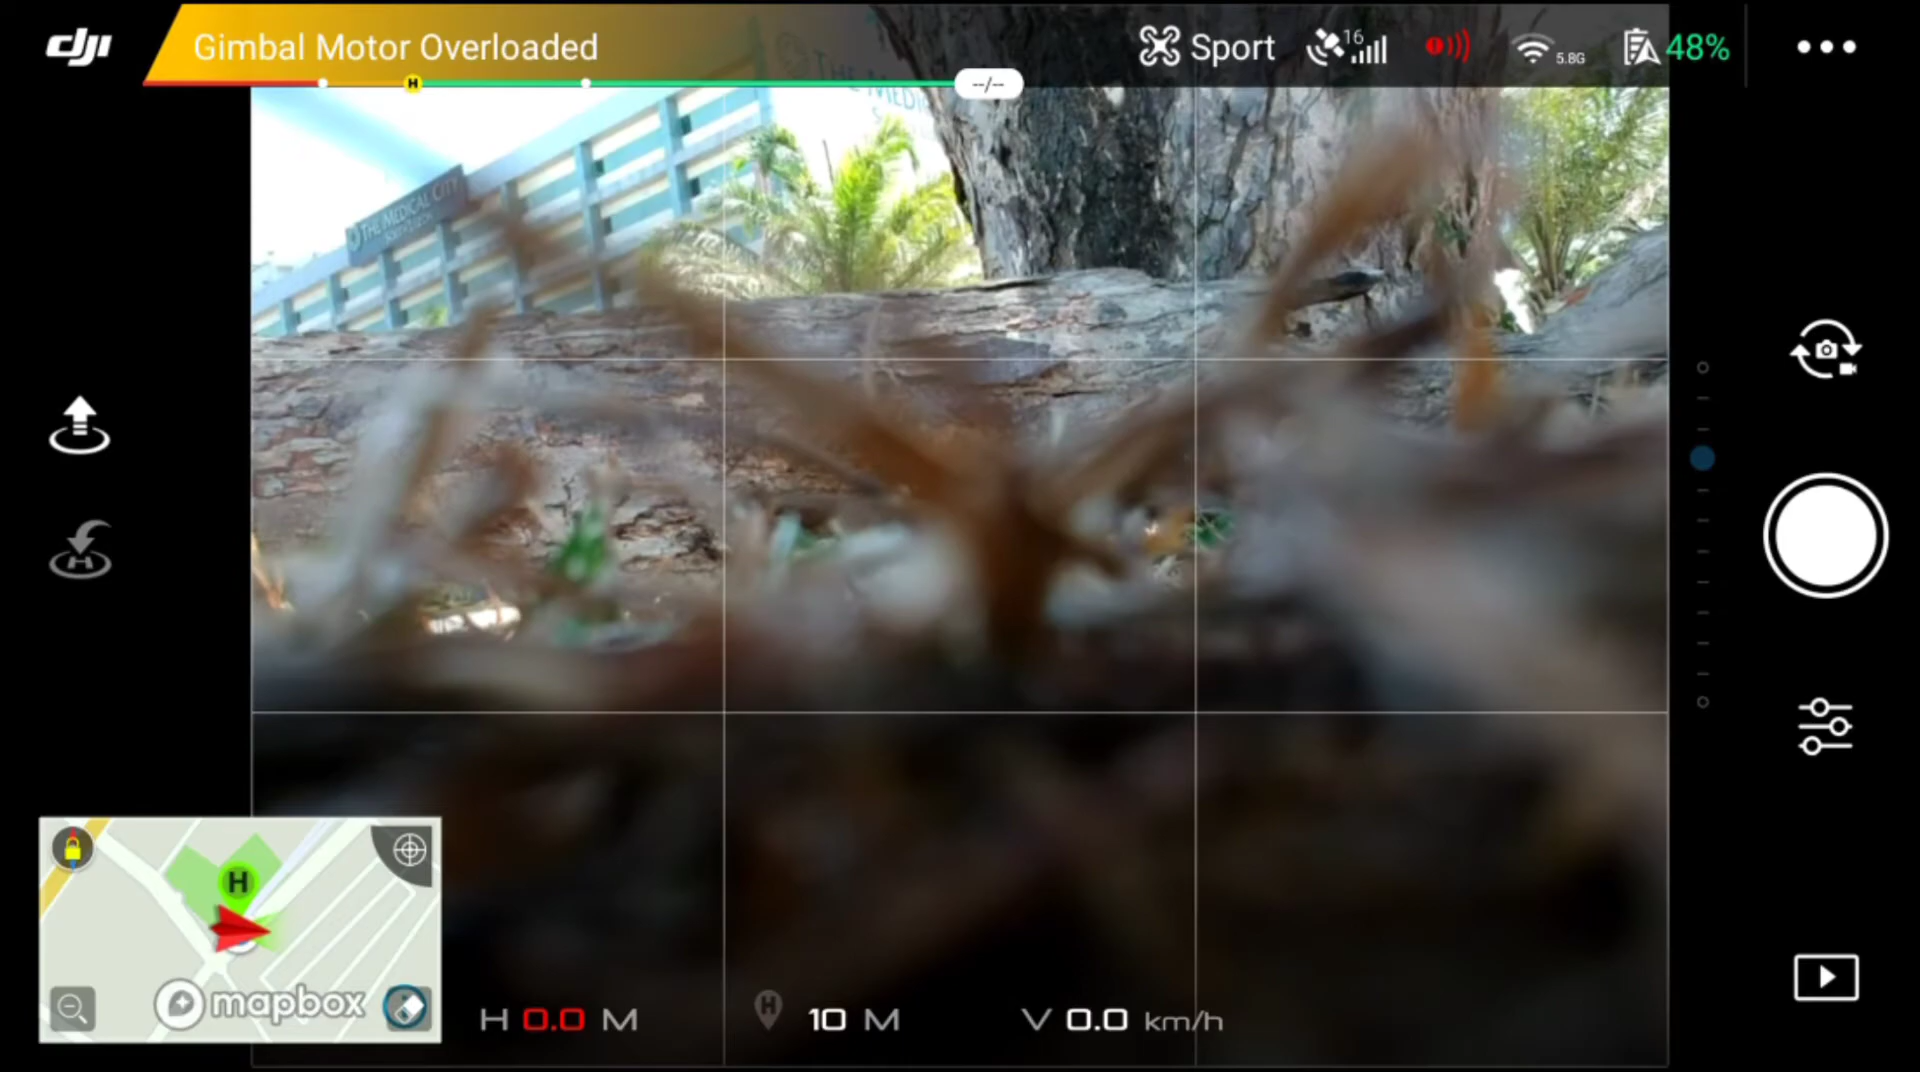 dji
Gimbal Motor Overloaded
Sport
16
5.8G
48%
H
--/--
THE MEDICAL CITY
H
mapbox
H 0.0 M
H
10 M
V 0.0 km/h